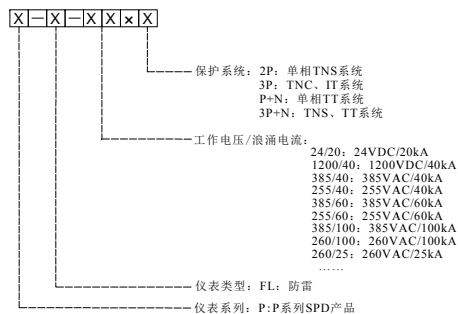 X-X-XX×X
保护系统：2P：单相TNS系统
3P：TNC、IT系统
P+N：单相TT系统
3P+N：TNS、TT系统
工作电压/浪涌电流：
24/20：24VDC/20kA
1200/40：1200VDC/40kA
385/40：385VAC/40kA
255/40：255VAC/40kA
385/60：385VAC/60kA
255/60：255VAC/60kA
385/100：385VAC/100kA
260/100：260VAC/100kA
260/25：260VAC/25kA
……
仪表类型：FL：防雷
仪表系列：P:P系列SPD产品